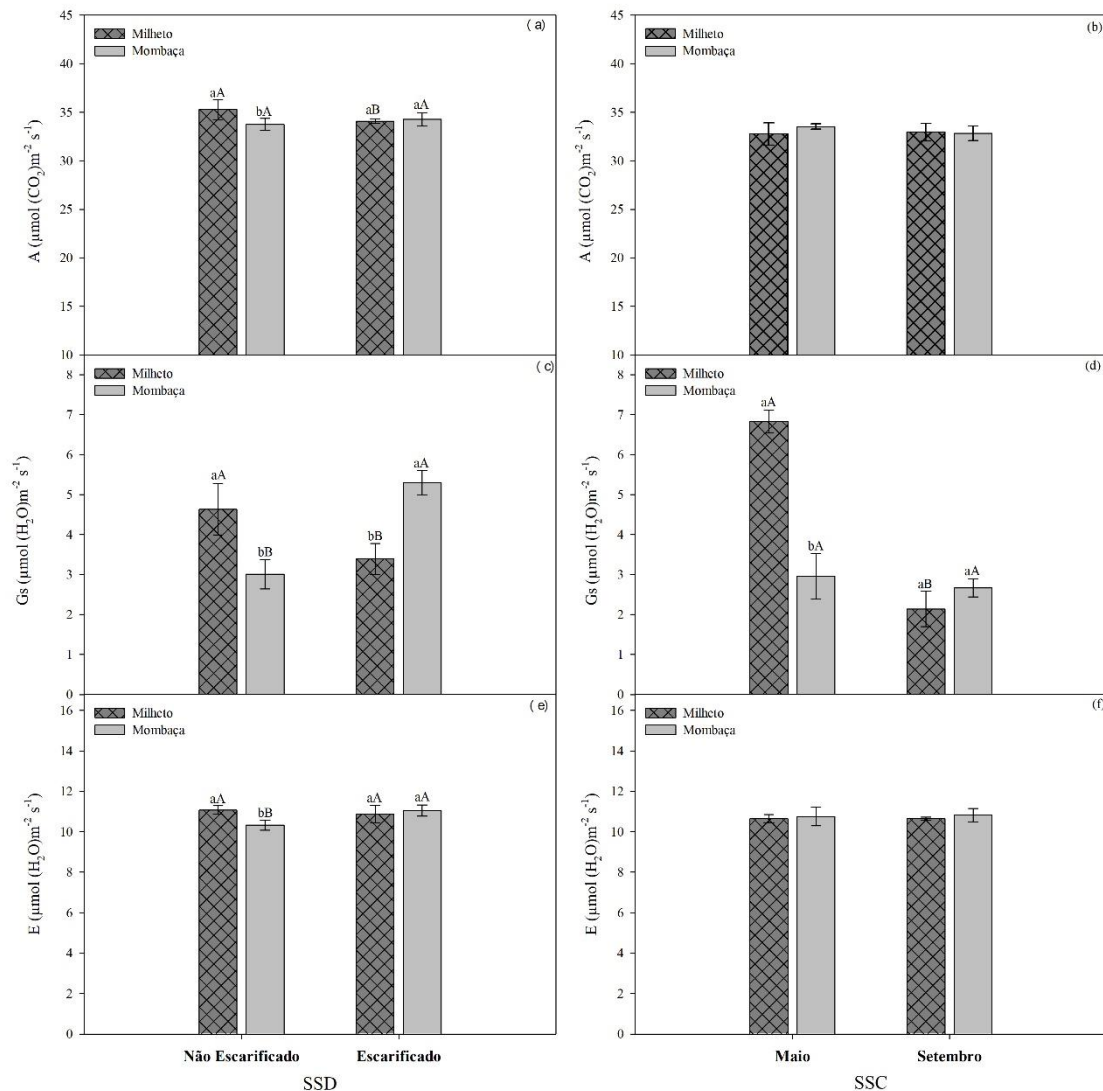 ( a)
Milheto
Mombaça
45
40
35
30
25
20
15
10
A (µmol (CO₂)m⁻² s⁻¹)
aA
bA
aB
aA
(b)
Milheto
Mombaça
45
40
35
30
25
20
15
10
A (µmol (CO₂)m⁻² s⁻¹)
( c)
Milheto
Mombaça
8
7
6
5
4
3
2
1
0
Gs (µmol (H₂O)m⁻² s⁻¹)
aA
bB
bB
aA
(d)
Milheto
Mombaça
8
7
6
5
4
3
2
1
0
Gs (µmol (H₂O)m⁻² s⁻¹)
aA
bA
aB
aA
( e)
Milheto
Mombaça
16
14
12
10
8
6
4
2
0
E (µmol (H₂O)m⁻² s⁻¹)
aA
bB
aA
aA
Não Escarificado
Escarificado
SSD
(f)
Milheto
Mombaça
16
14
12
10
8
6
4
2
0
E (µmol (H₂O)m⁻² s⁻¹)
Maio
Setembro
SSC